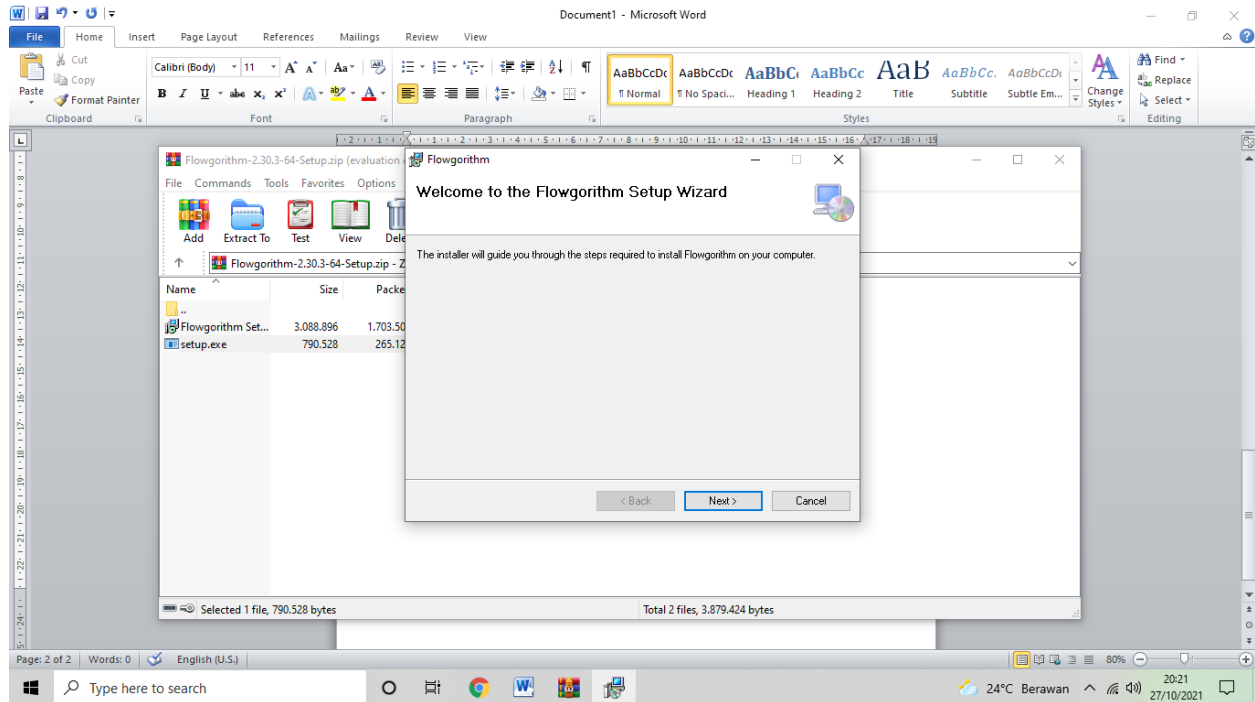 Document1 - Microsoft Word
File Home Insert Page Layout References Mailings Review View
Cut
Copy
Format Painter
Paste
Clipboard
Calibri (Body) 11
Font
Paragraph
AaBbCcDc AaBbCcDc AaBbC AaBbCc AaB AaBbCc. AaBbCcDc
¶ Normal ¶ No Spaci... Heading 1 Heading 2 Title Subtitle Subtle Em...
Change Styles
Styles
Find
Replace
Select
Editing
Flowgorithm-2.30.3-64-Setup.zip (evaluation
File Commands Tools Favorites Options
Add Extract To Test View Dele
Flowgorithm-2.30.3-64-Setup.zip - Z
Name Size Packe
..
Flowgorithm Set... 3.088.896 1.703.50
setup.exe 790.528 265.12
Selected 1 file, 790.528 bytes
Total 2 files, 3.879.424 bytes
Flowgorithm
Welcome to the Flowgorithm Setup Wizard
The installer will guide you through the steps required to install Flowgorithm on your computer.
< Back Next > Cancel
Page: 2 of 2 Words: 0 English (U.S.) 80%
Type here to search
24°C Berawan
20:21
27/10/2021